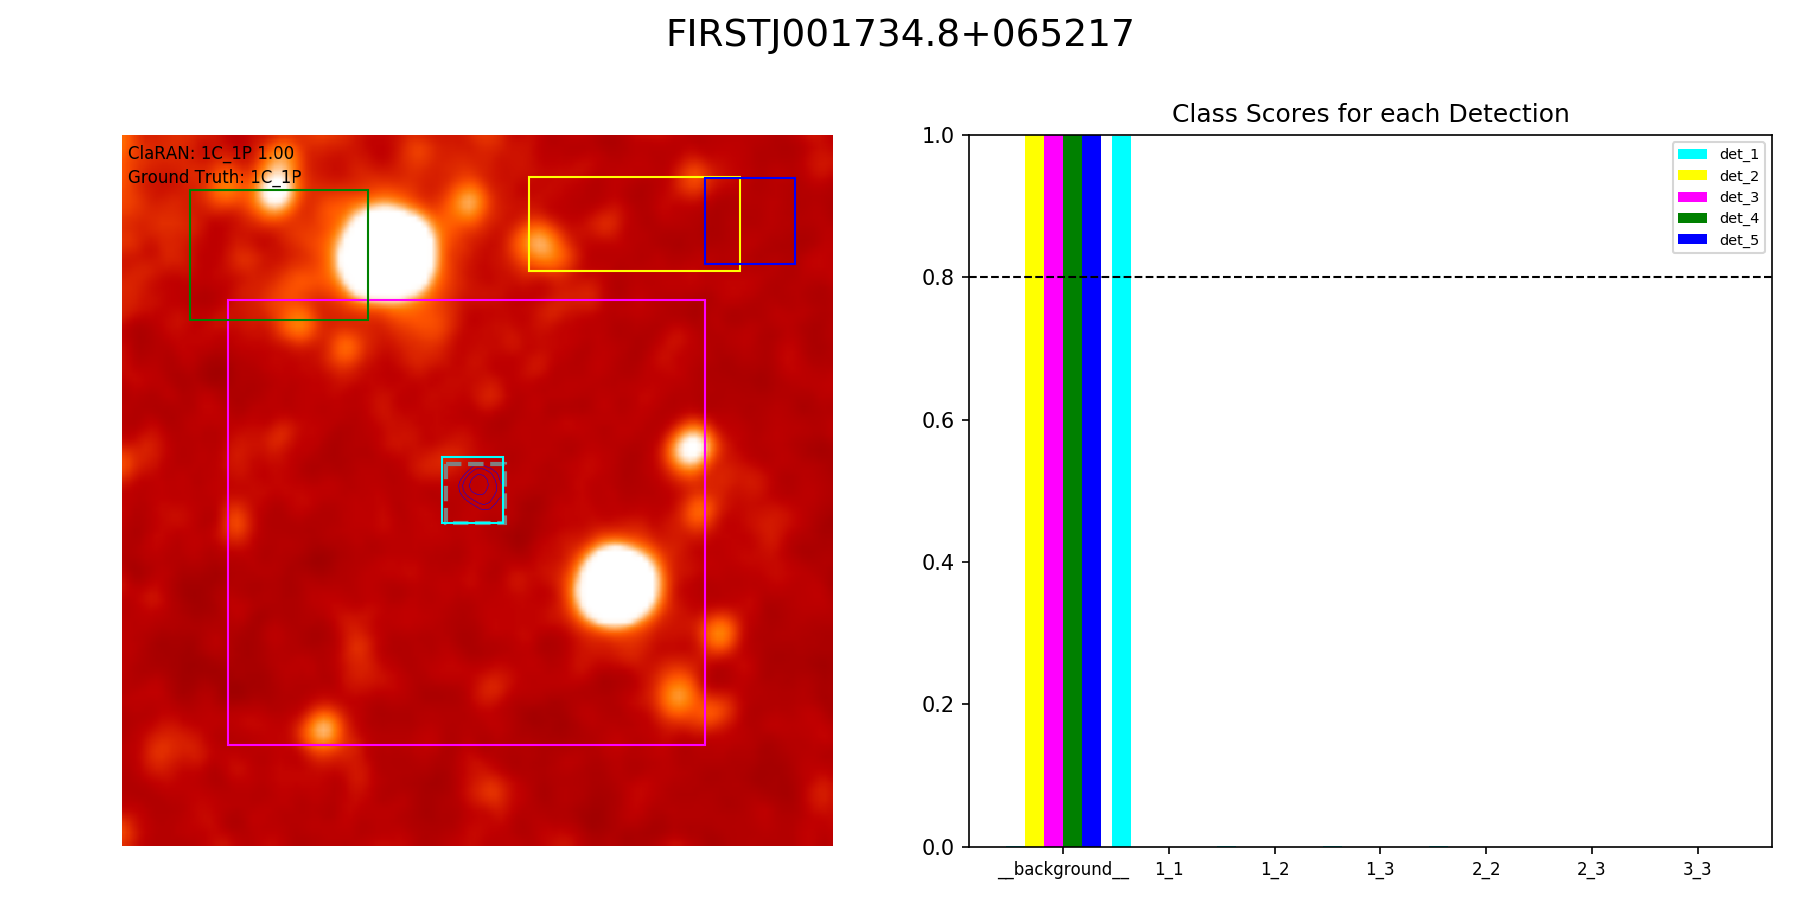 FIRSTJ001734.8+065217
ClaRAN: 1C_1P 1.00
Ground Truth: 1C_1P
Class Scores for each Detection
1.0
0.8
0.6
0.4
0.2
0.0
det_1
det_2
det_3
det_4
det_5
__background__ 1_1 1_2 1_3 2_2 2_3 3_3